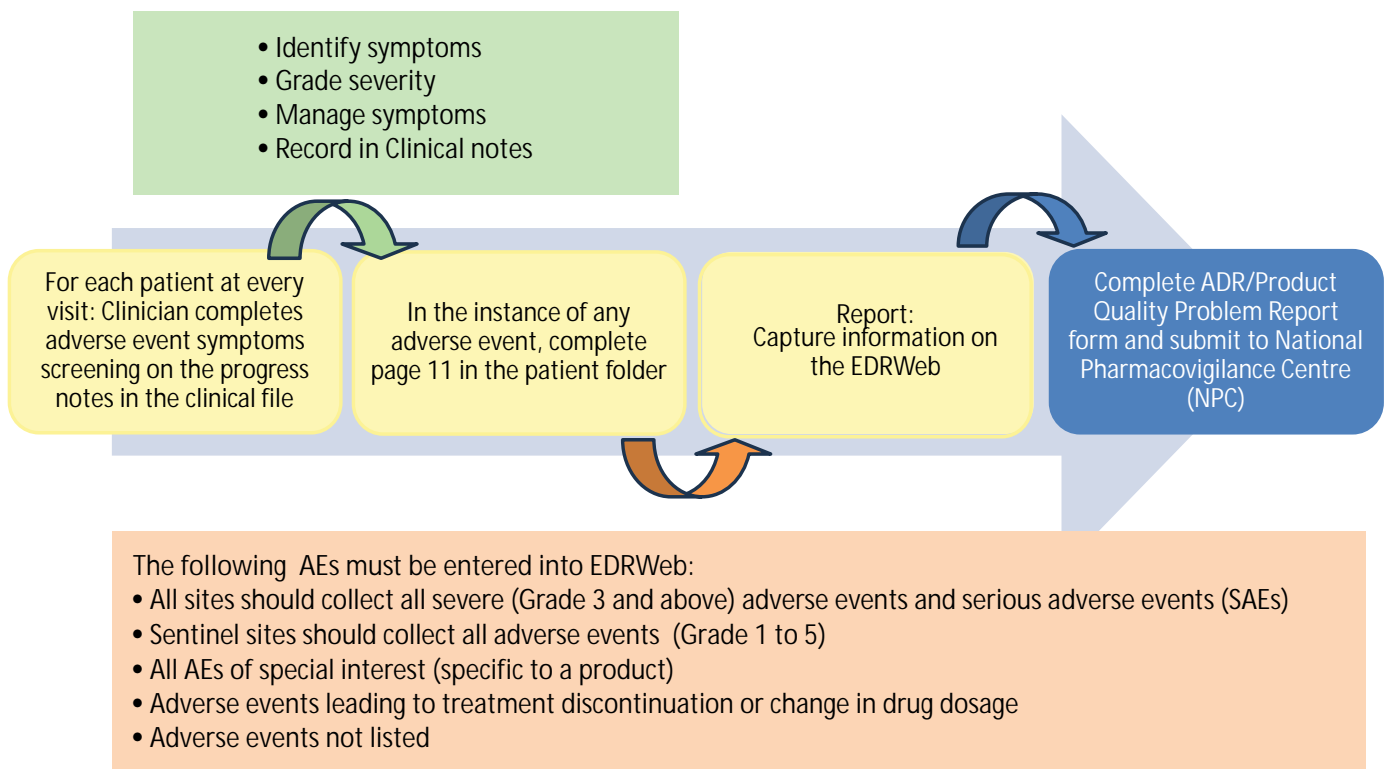 • Identify symptoms
• Grade severity
• Manage symptoms
• Record in Clinical notes
For each patient at every
visit: Clinician completes
adverse event symptoms
screening on the progress
notes in the clinical file
In the instance of any
adverse event, complete
page 11 in the patient folder
Report:
Capture information on
the EDRWeb
Complete ADR/Product
Quality Problem Report
form and submit to National
Pharmacovigilance Centre
(NPC)
The following AEs must be entered into EDRWeb:
• All sites should collect all severe (Grade 3 and above) adverse events and serious adverse events (SAEs)
• Sentinel sites should collect all adverse events (Grade 1 to 5)
• All AEs of special interest (specific to a product)
• Adverse events leading to treatment discontinuation or change in drug dosage
• Adverse events not listed